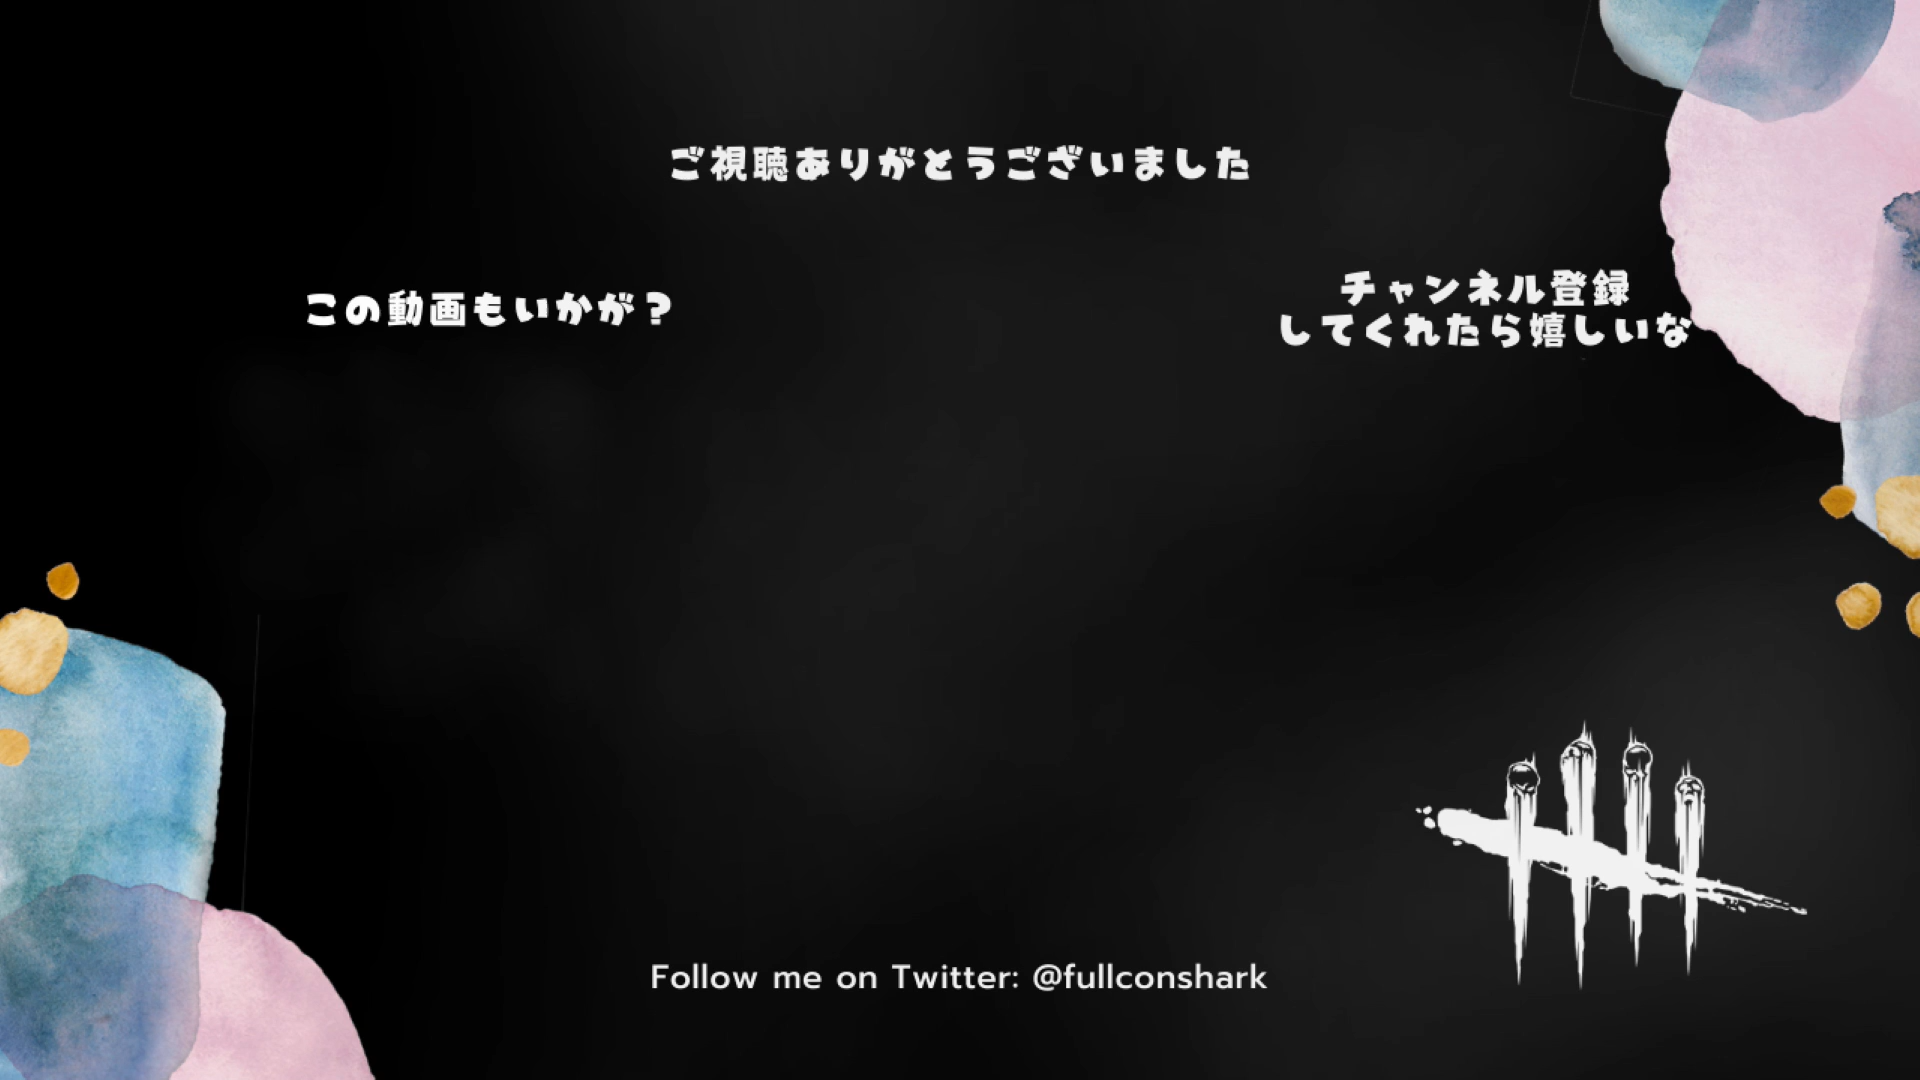 ご視聴ありがとうございました
この動画もいかが？
チャンネル登録
してくれたら嬉しいな
Follow me on Twitter: @fullconshark